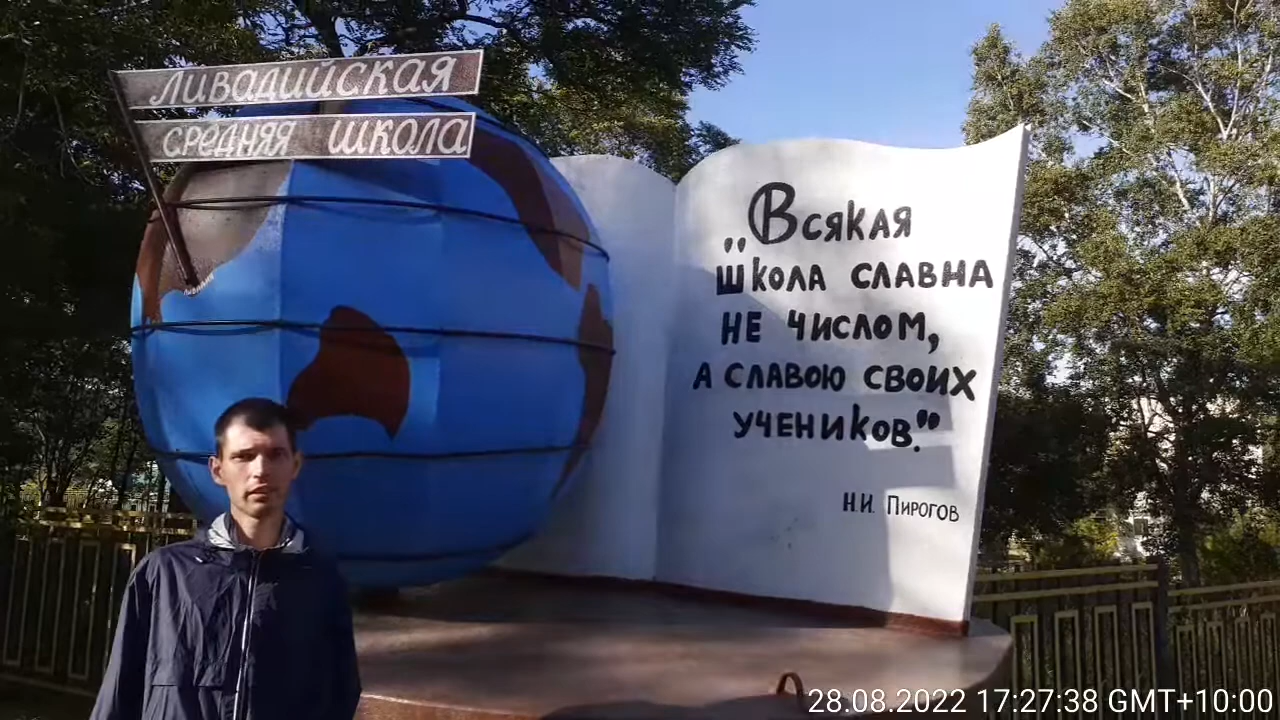 ЛИВАДИЙСКАЯ
СРЕДНЯЯ ШКОЛА
ЛИВАДИЯ
„Всякая
школа славна
не числом,
а славою своих
учеников."
Н.И. Пирогов
28.08.2022 17:27:38 GMT+10:00